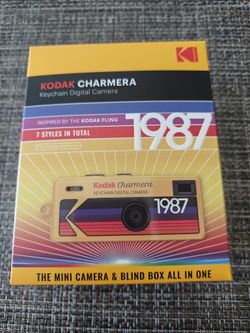 KODAK CHARMERA
Keychain Digital Camera
INSPIRED BY THE KODAK FLING
7 STYLES IN TOTAL
1987
Kodak Charmera
KEYCHAIN DIGITAL CAMERA
1987
THE MINI CAMERA & BLIND BOX ALL IN ONE